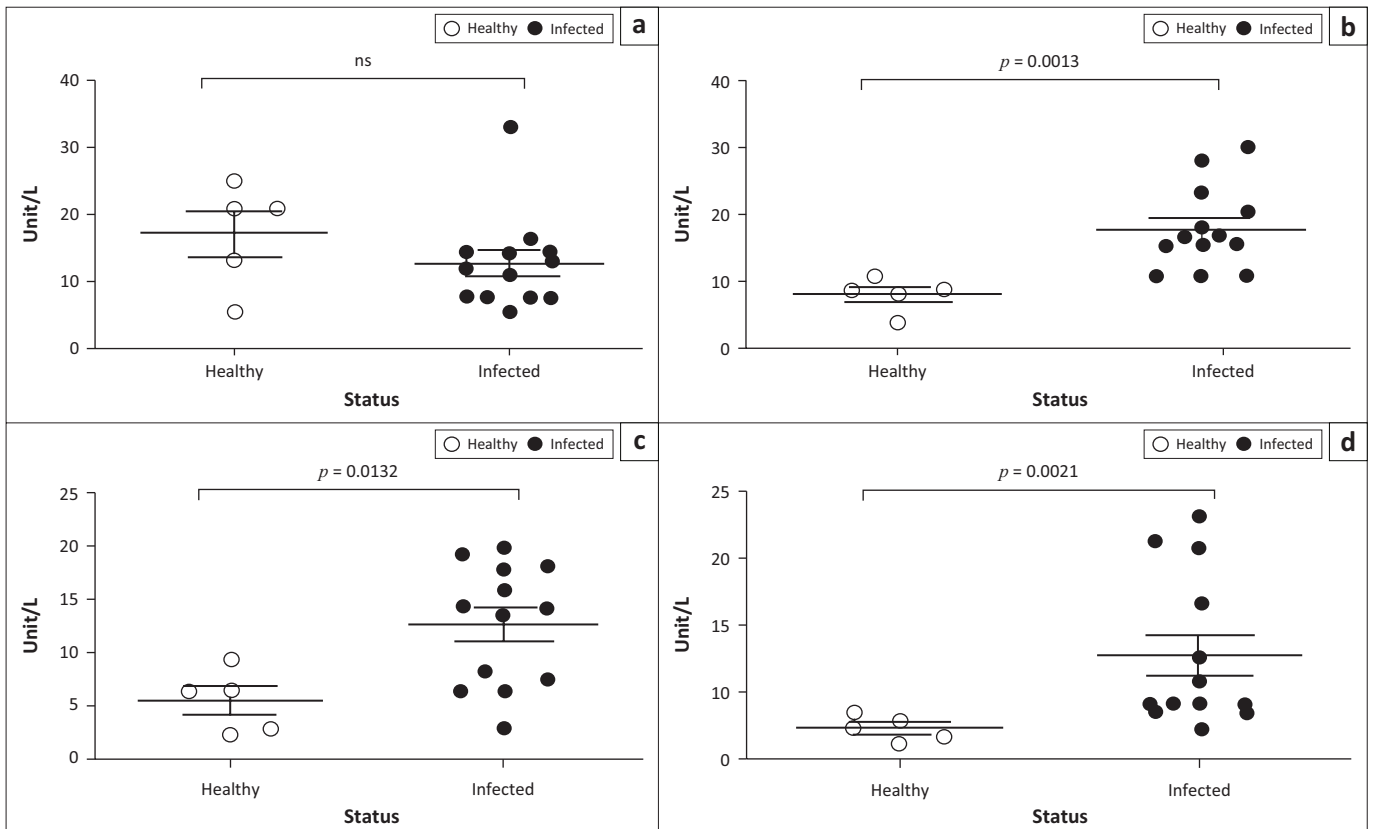 Healthy Infected a
ns
40
30
20
10
0
Unit/L
Healthy Infected
Status
Healthy Infected b
p = 0.0013
40
30
20
10
0
Unit/L
Healthy Infected
Status
Healthy Infected c
p = 0.0132
25
20
15
10
5
0
Unit/L
Healthy Infected
Status
Healthy Infected d
p = 0.0021
25
20
15
10
0
Unit/L
Healthy Infected
Status